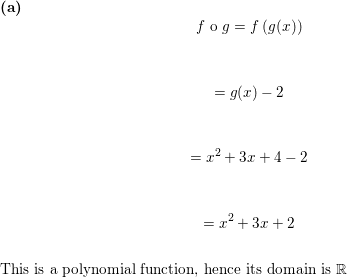 (a)
f o g = f (g(x))
= g(x) − 2
= x² + 3x + 4 − 2
= x² + 3x + 2
This is a polynomial function, hence its domain is ℝ